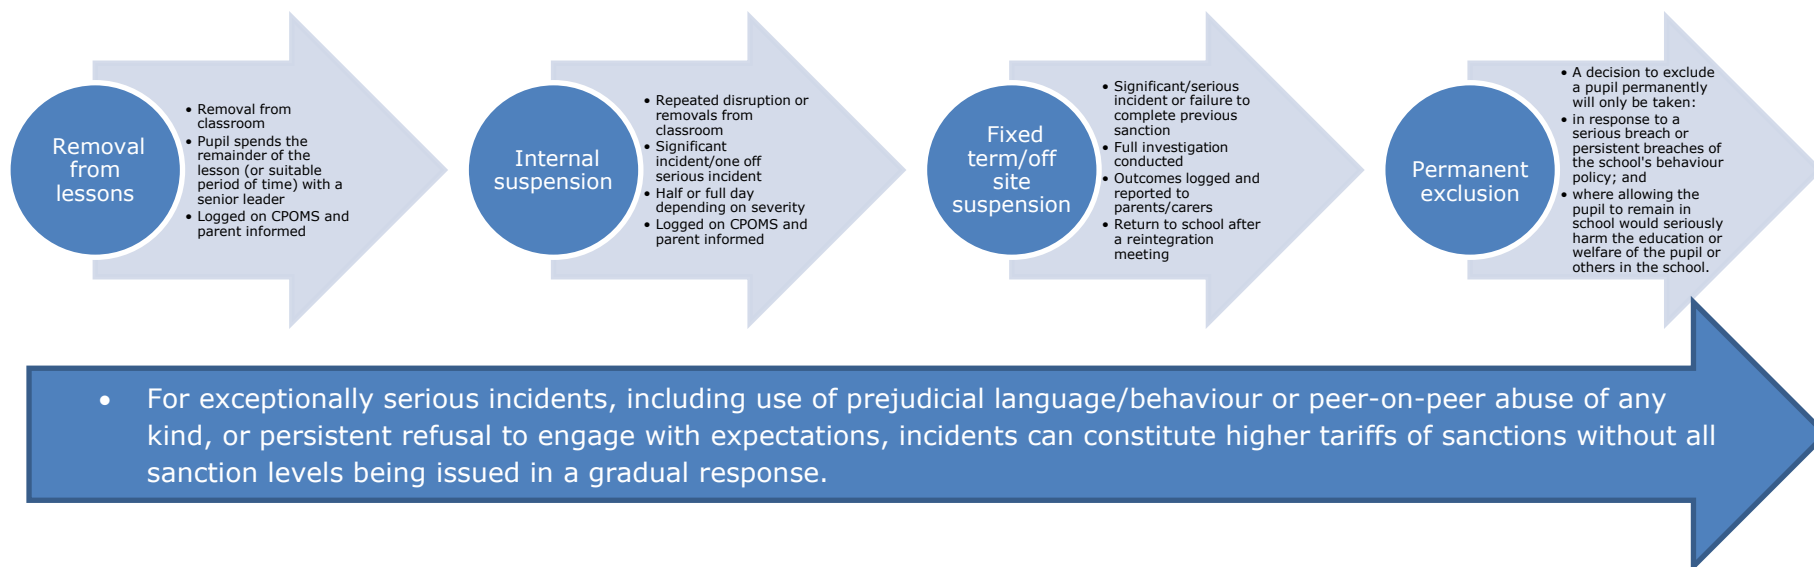 Removal
from
lessons
• Removal from
classroom
• Pupil spends the
remainder of the
lesson (or suitable
period of time) with a
senior leader
• Logged on CPOMS and
parent informed
Internal
suspension
• Repeated disruption or
removals from
classroom
• Significant
incident/one off
serious incident
• Half or full day
depending on severity
• Logged on CPOMS and
parent informed
Fixed
term/off
site
suspension
• Significant/serious
incident or failure to
complete previous
sanction
• Full investigation
conducted
• Outcomes logged and
reported to
parents/carers
• Return to school after
a reintegration
meeting
Permanent
exclusion
• A decision to exclude
a pupil permanently
will only be taken:
• in response to a
serious breach or
persistent breaches of
the school's behaviour
policy; and
• where allowing the
pupil to remain in
school would seriously
harm the education or
welfare of the pupil or
others in the school.
• For exceptionally serious incidents, including use of prejudicial language/behaviour or peer-on-peer abuse of any
kind, or persistent refusal to engage with expectations, incidents can constitute higher tariffs of sanctions without all
sanction levels being issued in a gradual response.